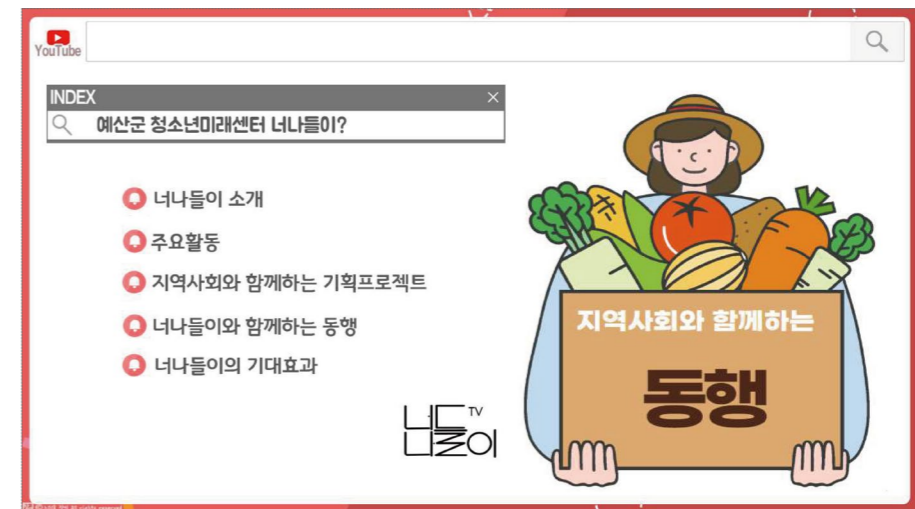 YouTube
INDEX
예산군 청소년미래센터 너나들이?
너나들이 소개
주요활동
지역사회와 함께하는 기획프로젝트
너나들이와 함께하는 동행
너나들이의 기대효과
지역사회와 함께하는
동행
너드 TV
나들이